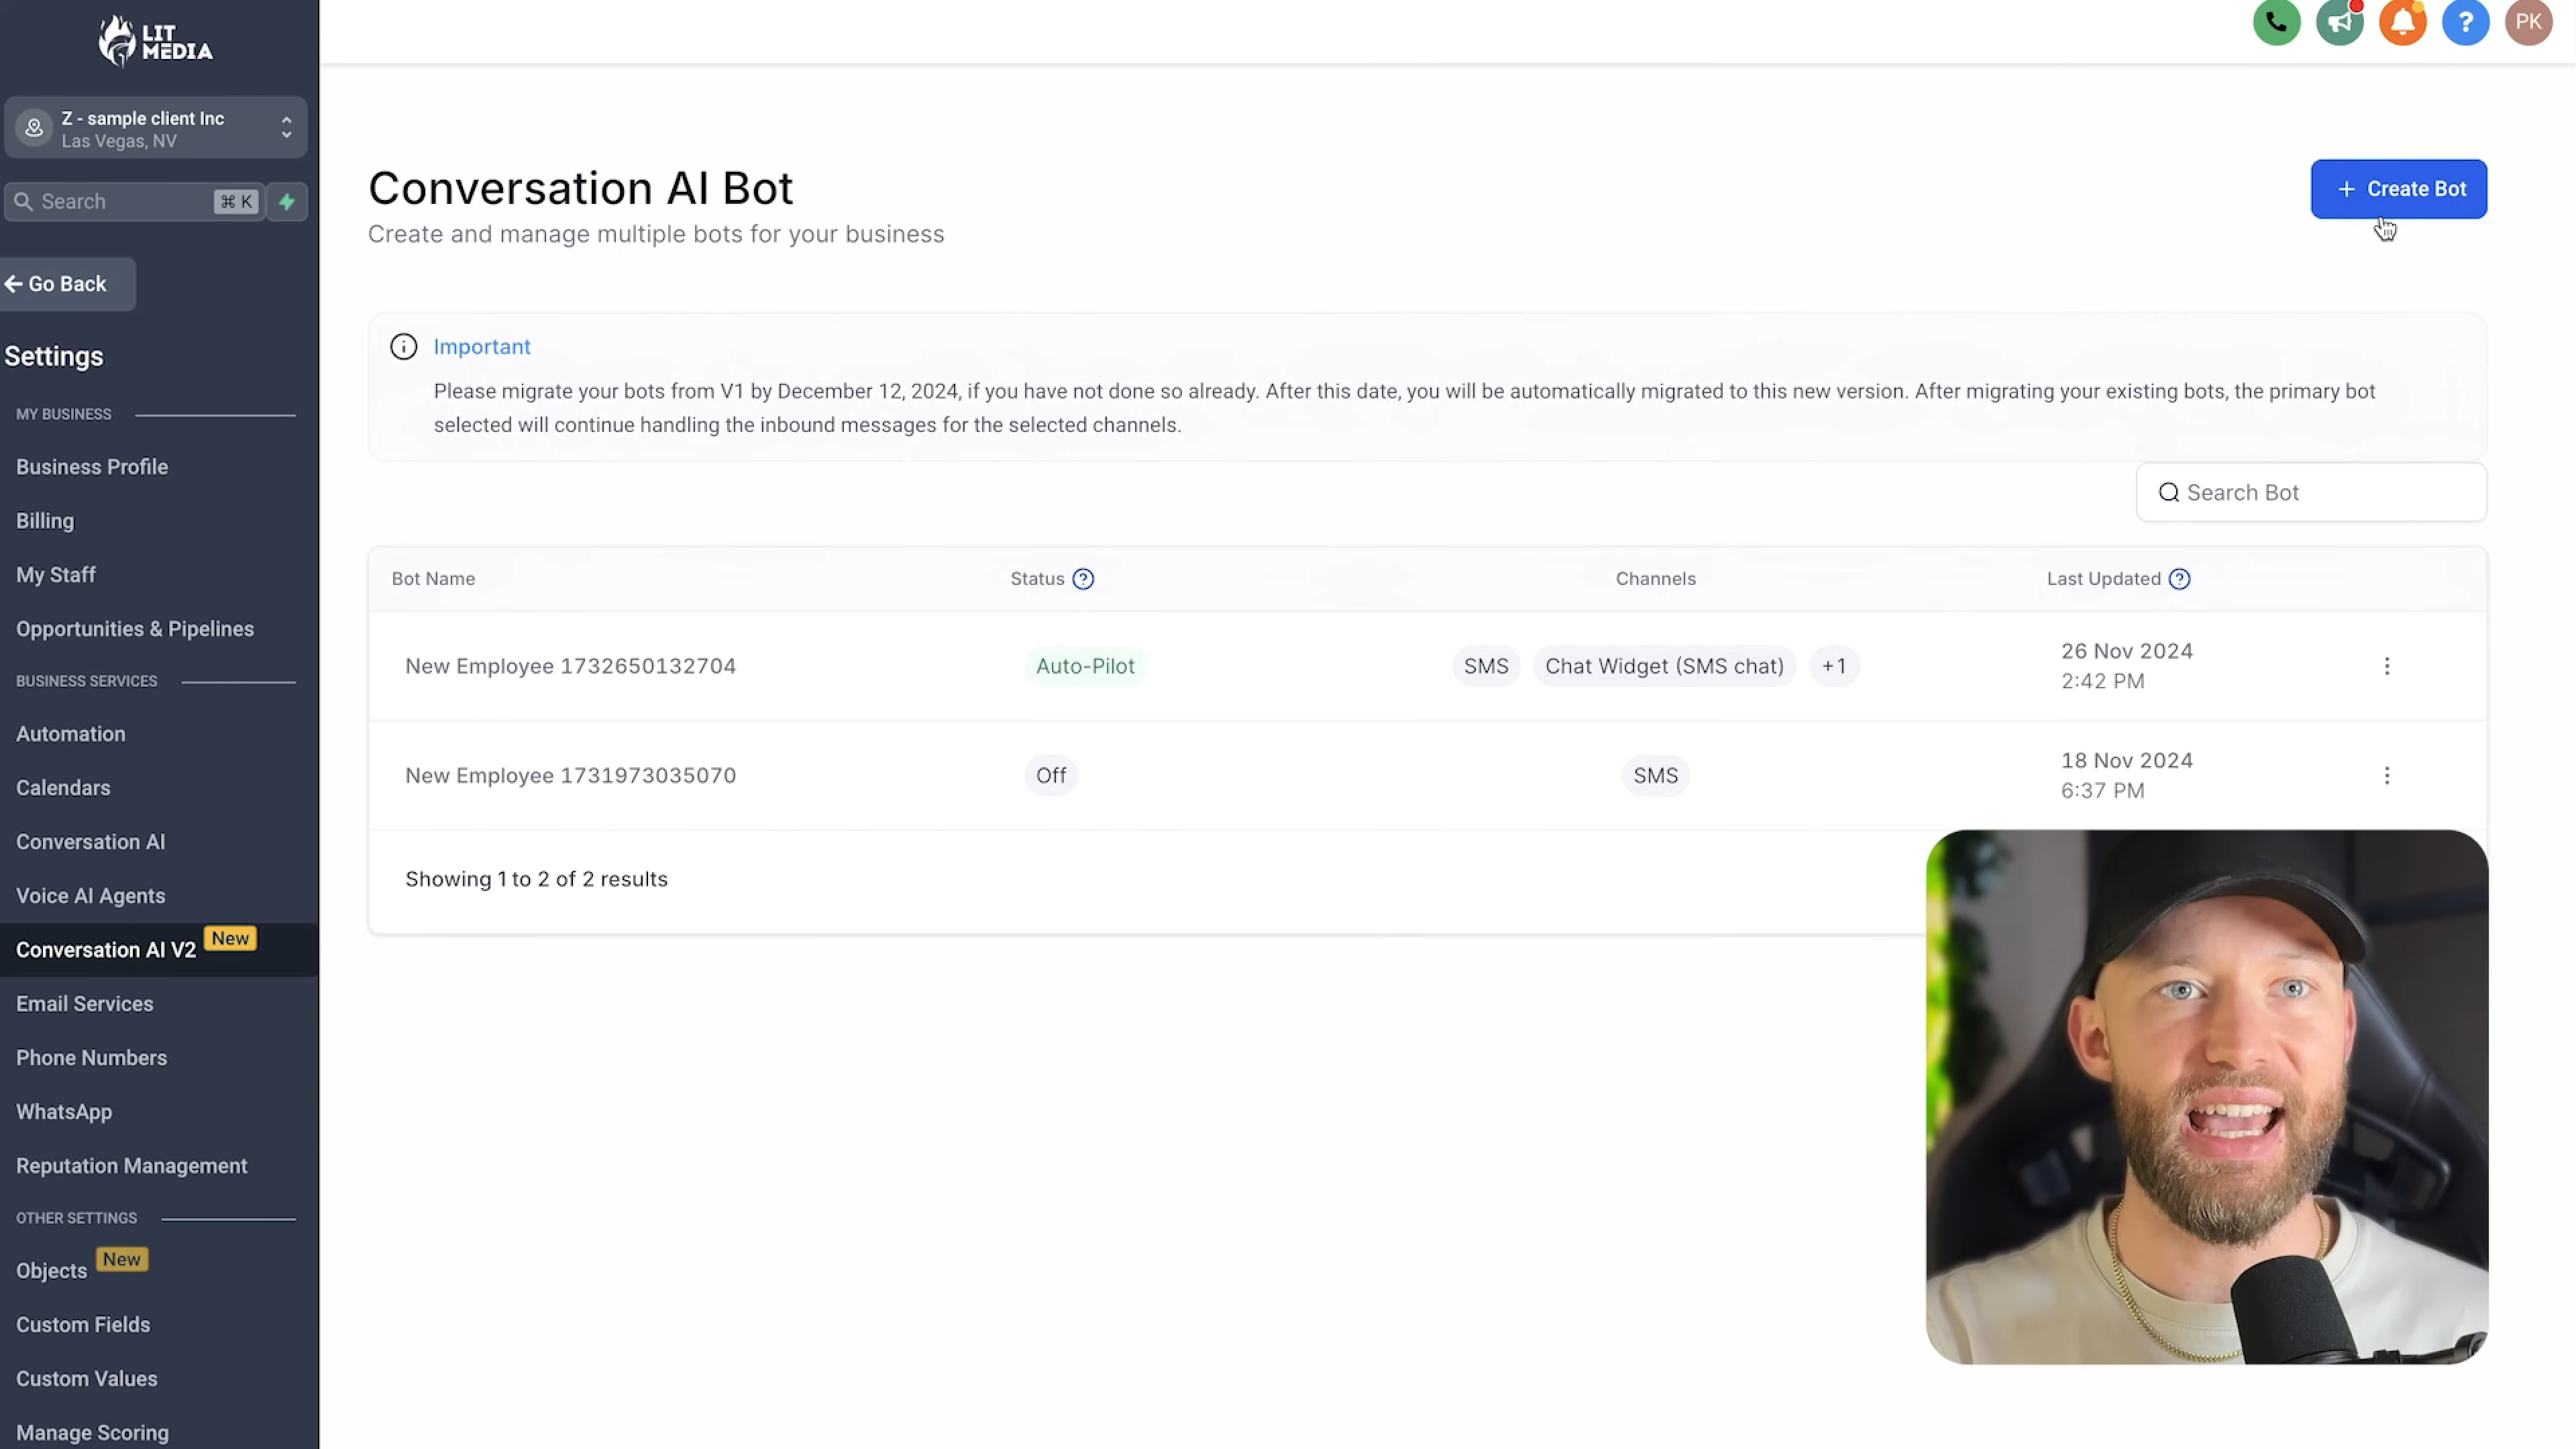 LIT
MEDIA
PK
Z - sample client Inc
Las Vegas, NV
Search
⌘ K
Go Back
Settings
MY BUSINESS
Business Profile
Billing
My Staff
Opportunities & Pipelines
BUSINESS SERVICES
Automation
Calendars
Conversation AI
Voice AI Agents
Conversation AI V2 New
Email Services
Phone Numbers
WhatsApp
Reputation Management
OTHER SETTINGS
Objects New
Custom Fields
Custom Values
Manage Scoring
Conversation AI Bot
Create and manage multiple bots for your business
+ Create Bot
Important
Please migrate your bots from V1 by December 12, 2024, if you have not done so already. After this date, you will be automatically migrated to this new version. After migrating your existing bots, the primary bot
selected will continue handling the inbound messages for the selected channels.
Search Bot
Bot Name Status ? Channels Last Updated ?
New Employee 1732650132704 Auto-Pilot SMS Chat Widget (SMS chat) +1 26 Nov 2024
2:42 PM
New Employee 1731973035070 Off SMS 18 Nov 2024
6:37 PM
Showing 1 to 2 of 2 results